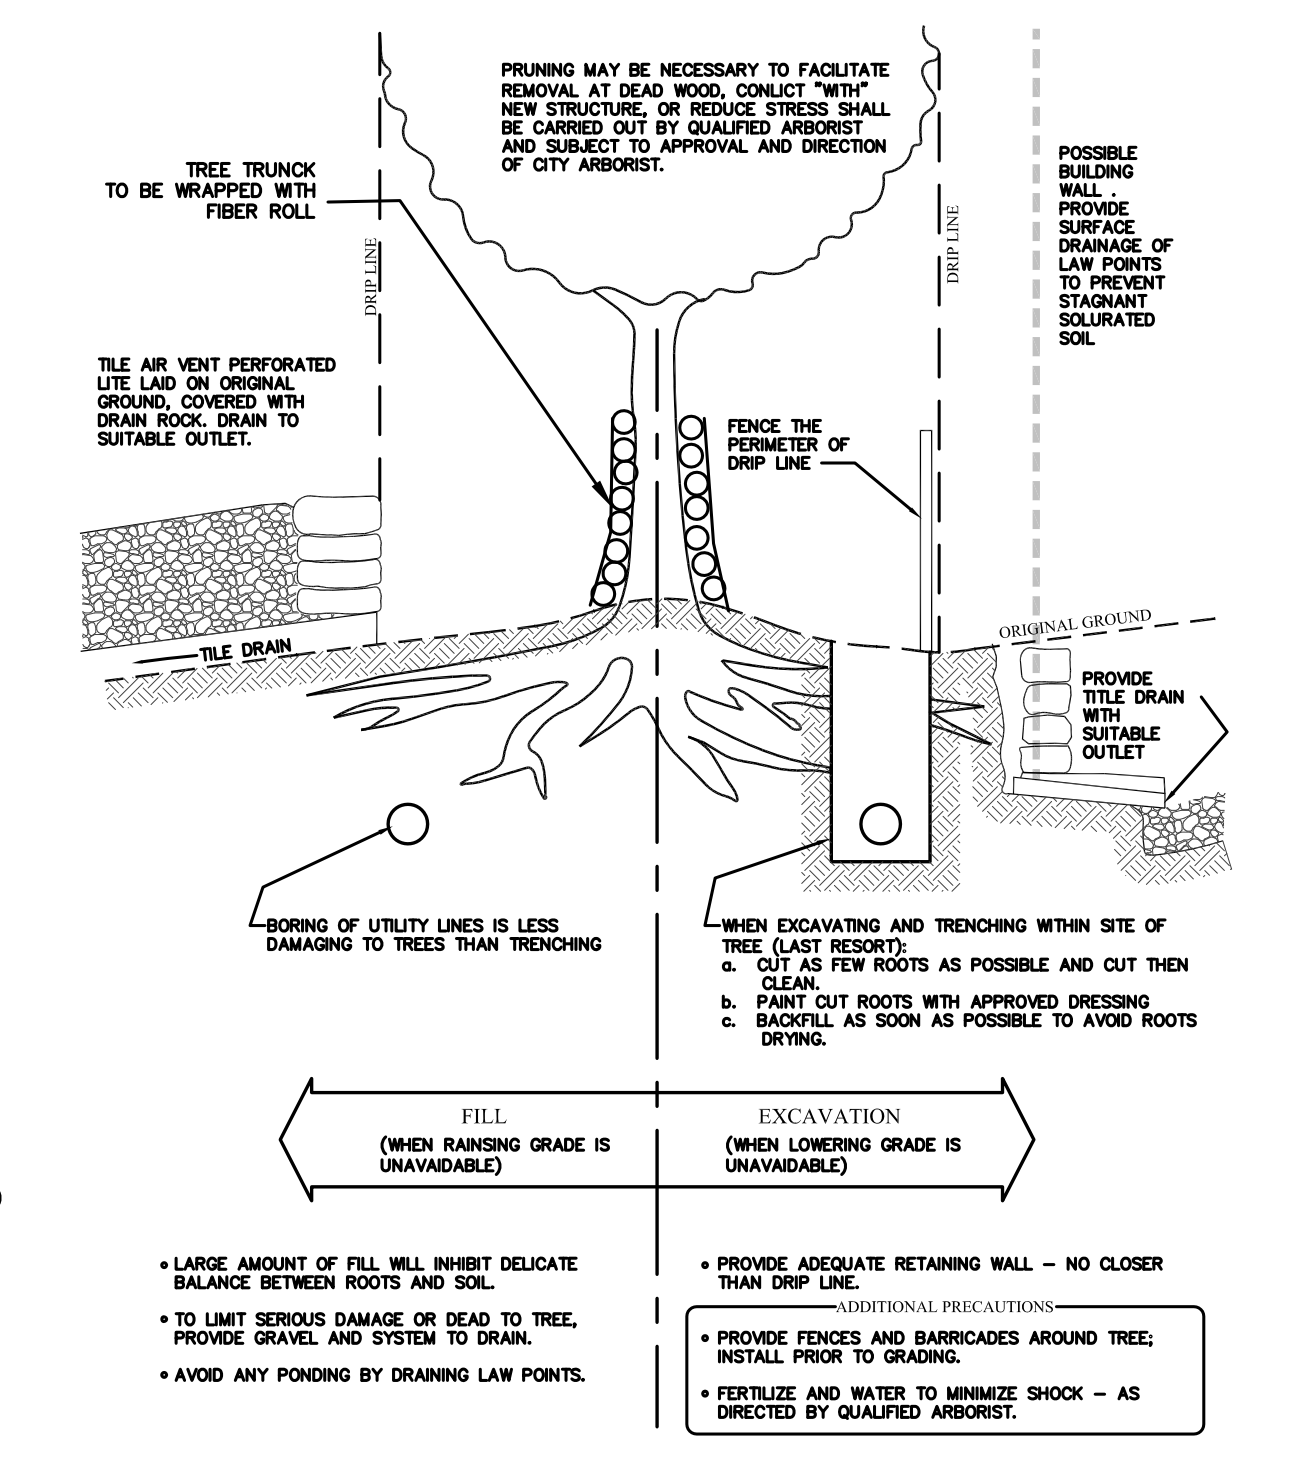 PRUNING MAY BE NECESSARY TO FACILITATE
REMOVAL AT DEAD WOOD, CONLICT "WITH"
NEW STRUCTURE, OR REDUCE STRESS SHALL
BE CARRIED OUT BY QUALIFIED ARBORIST
AND SUBJECT TO APPROVAL AND DIRECTION
OF CITY ARBORIST.
TREE TRUNCK
TO BE WRAPPED WITH
FIBER ROLL
DRIP LINE
DRIP LINE
POSSIBLE
BUILDING
WALL .
PROVIDE
SURFACE
DRAINAGE OF
LAW POINTS
TO PREVENT
STAGNANT
SOLURATED
SOIL
TILE AIR VENT PERFORATED
LITE LAID ON ORIGINAL
GROUND, COVERED WITH
DRAIN ROCK. DRAIN TO
SUITABLE OUTLET.
FENCE THE
PERIMETER OF
DRIP LINE
ORIGINAL GROUND
TILE DRAIN
PROVIDE
TITLE DRAIN
WITH
SUITABLE
OUTLET
BORING OF UTILITY LINES IS LESS
DAMAGING TO TREES THAN TRENCHING
WHEN EXCAVATING AND TRENCHING WITHIN SITE OF
TREE (LAST RESORT):
a. CUT AS FEW ROOTS AS POSSIBLE AND CUT THEN
CLEAN.
b. PAINT CUT ROOTS WITH APPROVED DRESSING
c. BACKFILL AS SOON AS POSSIBLE TO AVOID ROOTS
DRYING.
FILL
(WHEN RAINSING GRADE IS
UNAVAIDABLE)
EXCAVATION
(WHEN LOWERING GRADE IS
UNAVAIDABLE)
LARGE AMOUNT OF FILL WILL INHIBIT DELICATE
BALANCE BETWEEN ROOTS AND SOIL.
TO LIMIT SERIOUS DAMAGE OR DEAD TO TREE,
PROVIDE GRAVEL AND SYSTEM TO DRAIN.
AVOID ANY PONDING BY DRAINING LAW POINTS.
PROVIDE ADEQUATE RETAINING WALL – NO CLOSER
THAN DRIP LINE.
ADDITIONAL PRECAUTIONS
PROVIDE FENCES AND BARRICADES AROUND TREE;
INSTALL PRIOR TO GRADING.
FERTILIZE AND WATER TO MINIMIZE SHOCK – AS
DIRECTED BY QUALIFIED ARBORIST.